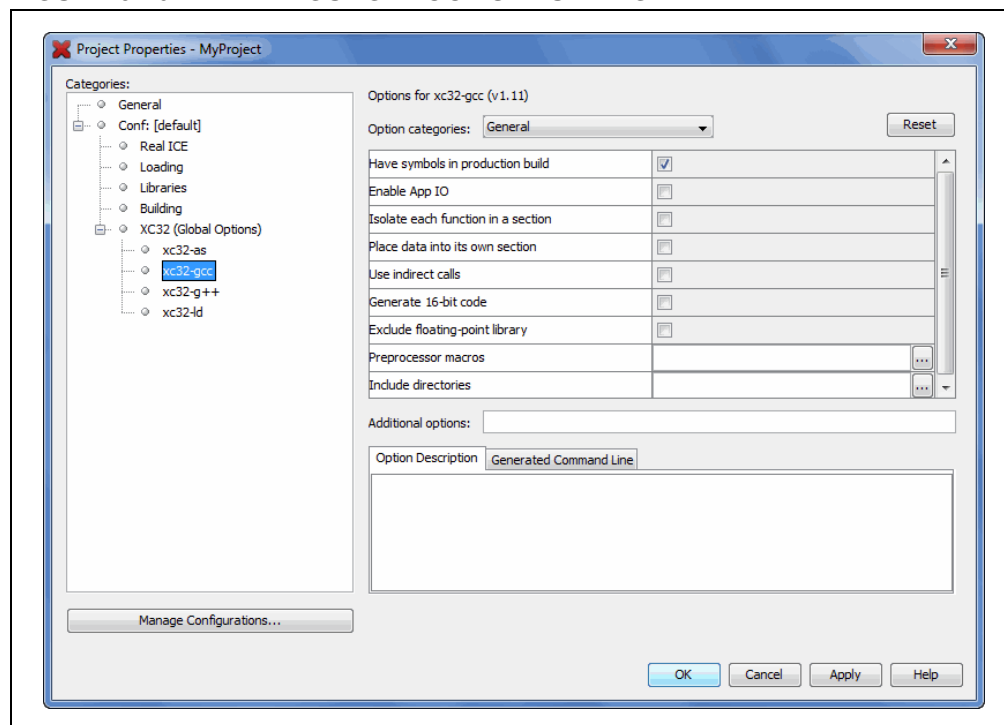 Project Properties - MyProject
Categories:
General
Conf: [default]
Real ICE
Loading
Libraries
Building
XC32 (Global Options)
xc32-as
xc32-gcc
xc32-g++
xc32-ld
Manage Configurations...
Options for xc32-gcc (v1.11)
Option categories: General
Reset
Have symbols in production build
Enable App IO
Isolate each function in a section
Place data into its own section
Use indirect calls
Generate 16-bit code
Exclude floating-point library
Preprocessor macros ...
Include directories ...
Additional options:
Option Description Generated Command Line
OK Cancel Apply Help